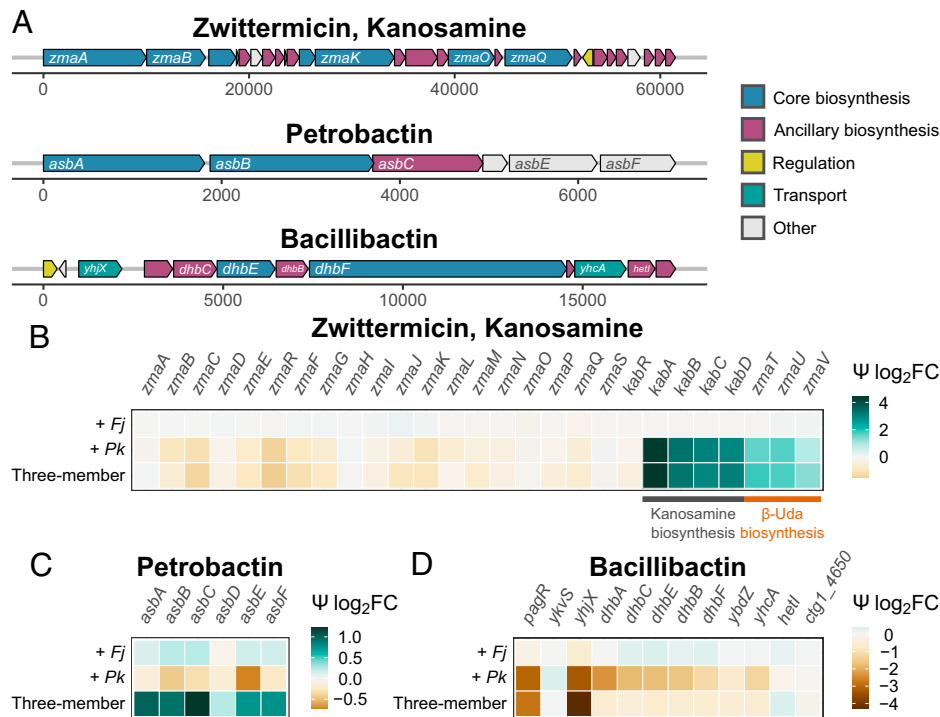 A
Zwittermicin, Kanosamine
zmaA zmaB zmaK zmaO zmaQ
0 20000 40000 60000
Petrobactin
asbA asbB asbC asbE asbF
0 2000 4000 6000
Bacillibactin
yhjX dhbC dhbE dhbB dhbF yhcA hetI
0 5000 10000 15000
Core biosynthesis
Ancillary biosynthesis
Regulation
Transport
Other
B
Zwittermicin, Kanosamine
zmaA zmaB zmaC zmaD zmaE zmaR zmaF zmaG zmaH zmaI zmaJ zmaK zmaL zmaM zmaN zmaO zmaP zmaQ zmaS kabR kabA kabB kabC kabD zmaT zmaU zmaV
+ Fj
+ Pk
Three-member
Kanosamine
biosynthesis
β-Uda
biosynthesis
Ψ log₂FC
4
2
0
C
Petrobactin
asbA asbB asbC asbD asbE asbF
+ Fj
+ Pk
Three-member
Ψ log₂FC
1.0
0.5
0.0
−0.5
D
Bacillibactin
pagR ykvS yhjX dhbA dhbC dhbE dhbB dhbF ybdZ yhcA hetI ctg1_4650
+ Fj
+ Pk
Three-member
Ψ log₂FC
0
−1
−2
−3
−4